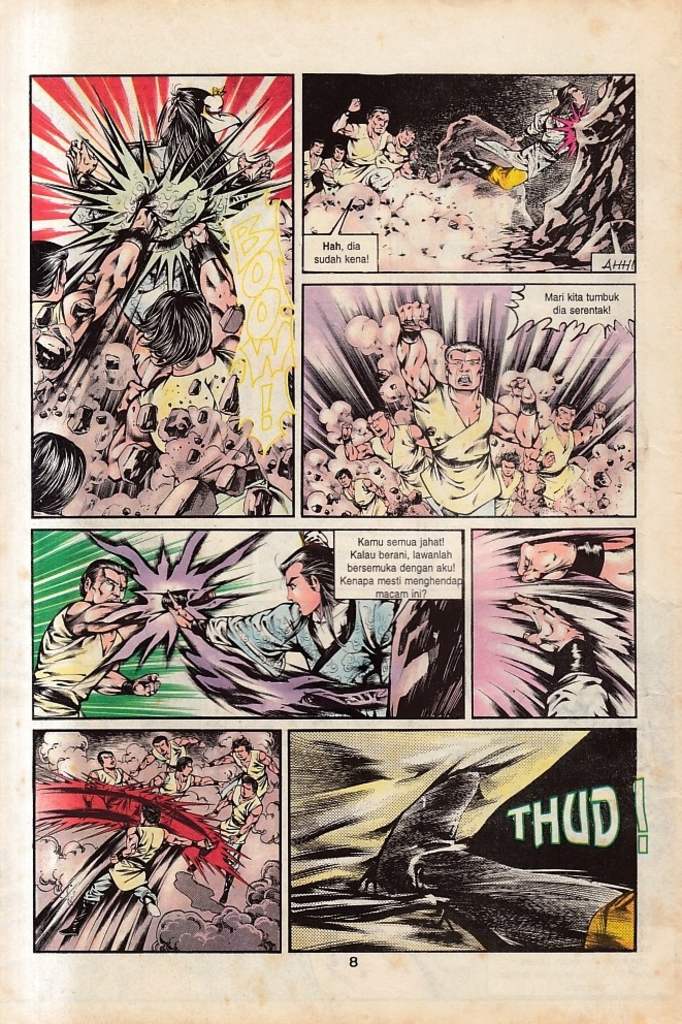 BOOOW!
Hah, dia
sudah kena!
AHH!
Mari kita tumbuk
dia serentak!
Kamu semua jahat!
Kalau berani, lawanlah
bersemuka dengan aku!
Kenapa mesti menghendap
macam ini?
THUD!
8